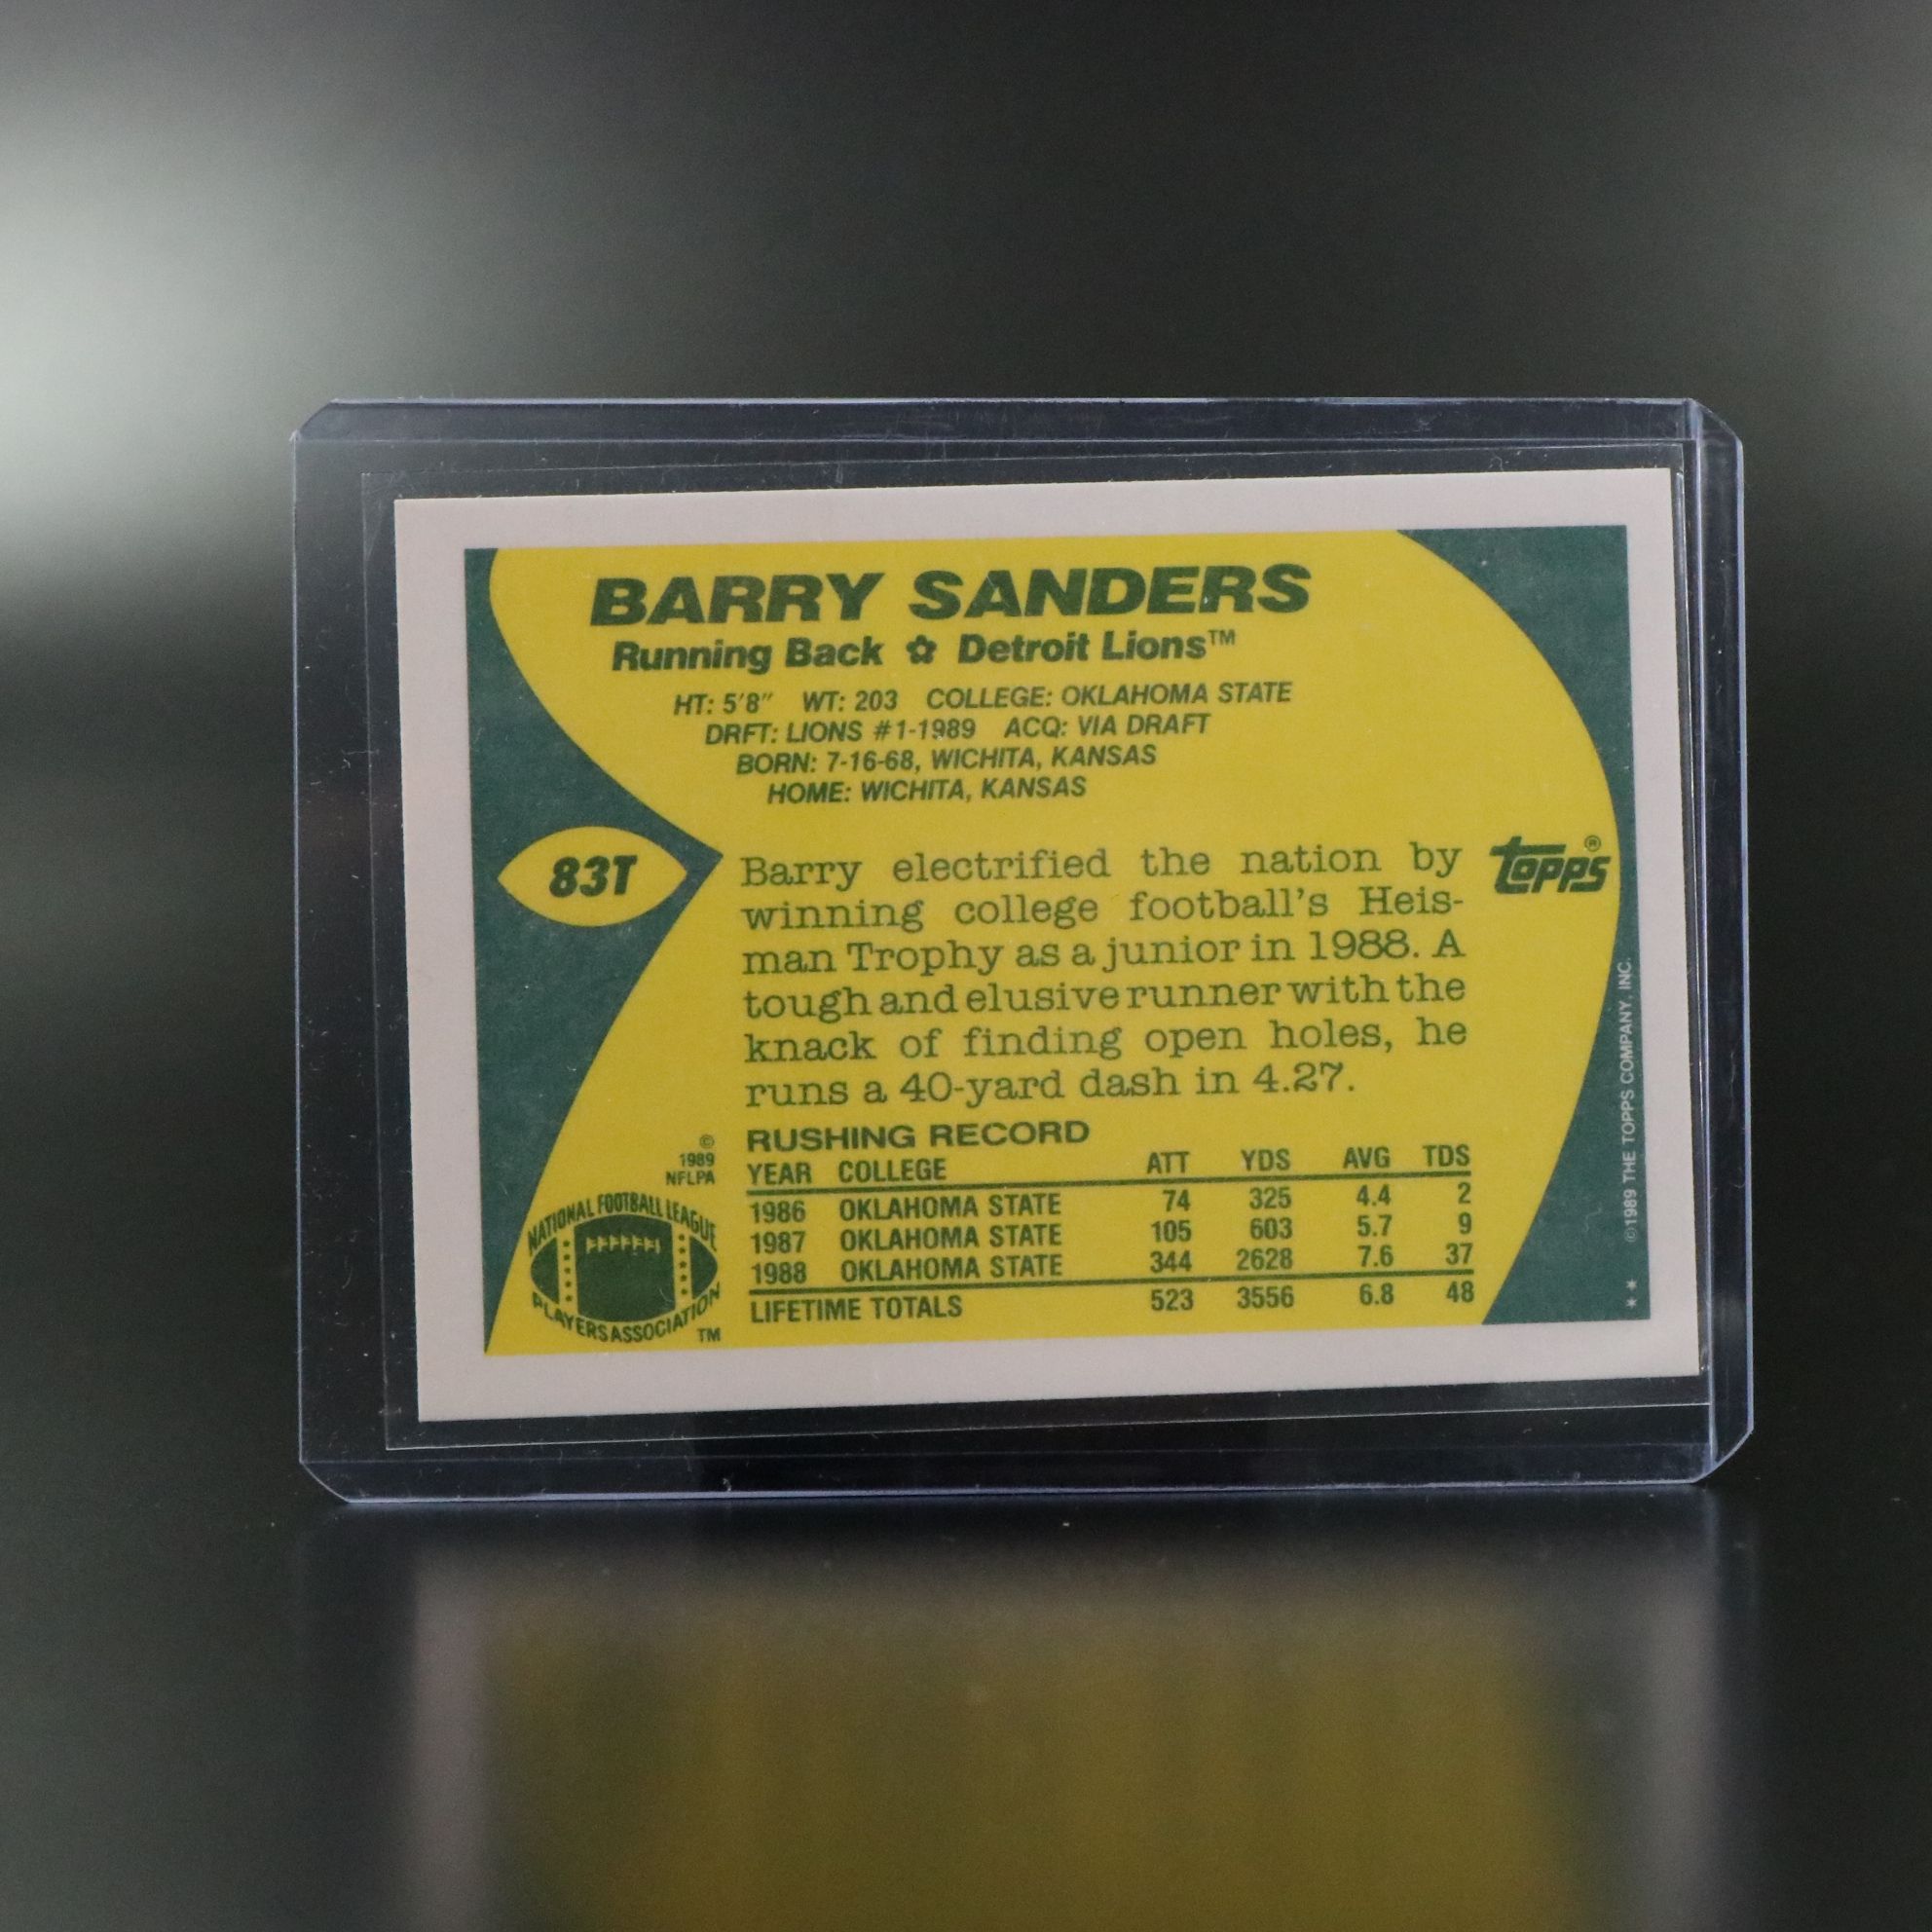 BARRY SANDERS
Running Back ✿ Detroit Lions™
HT: 5'8" WT: 203 COLLEGE: OKLAHOMA STATE
DRFT: LIONS #1-1989 ACQ: VIA DRAFT
BORN: 7-16-68, WICHITA, KANSAS
HOME: WICHITA, KANSAS
83T
Barry electrified the nation by
winning college football's Heis-
man Trophy as a junior in 1988. A
tough and elusive runner with the
knack of finding open holes, he
runs a 40-yard dash in 4.27.
topps®
RUSHING RECORD
YEAR COLLEGE ATT YDS AVG TDS
1986 OKLAHOMA STATE 74 325 4.4 2
1987 OKLAHOMA STATE 105 603 5.7 9
1988 OKLAHOMA STATE 344 2628 7.6 37
LIFETIME TOTALS 523 3556 6.8 48
©
1989
NFLPA
NATIONAL FOOTBALL LEAGUE
PLAYERS ASSOCIATION
TM
©1989 THE TOPPS COMPANY, INC.
**